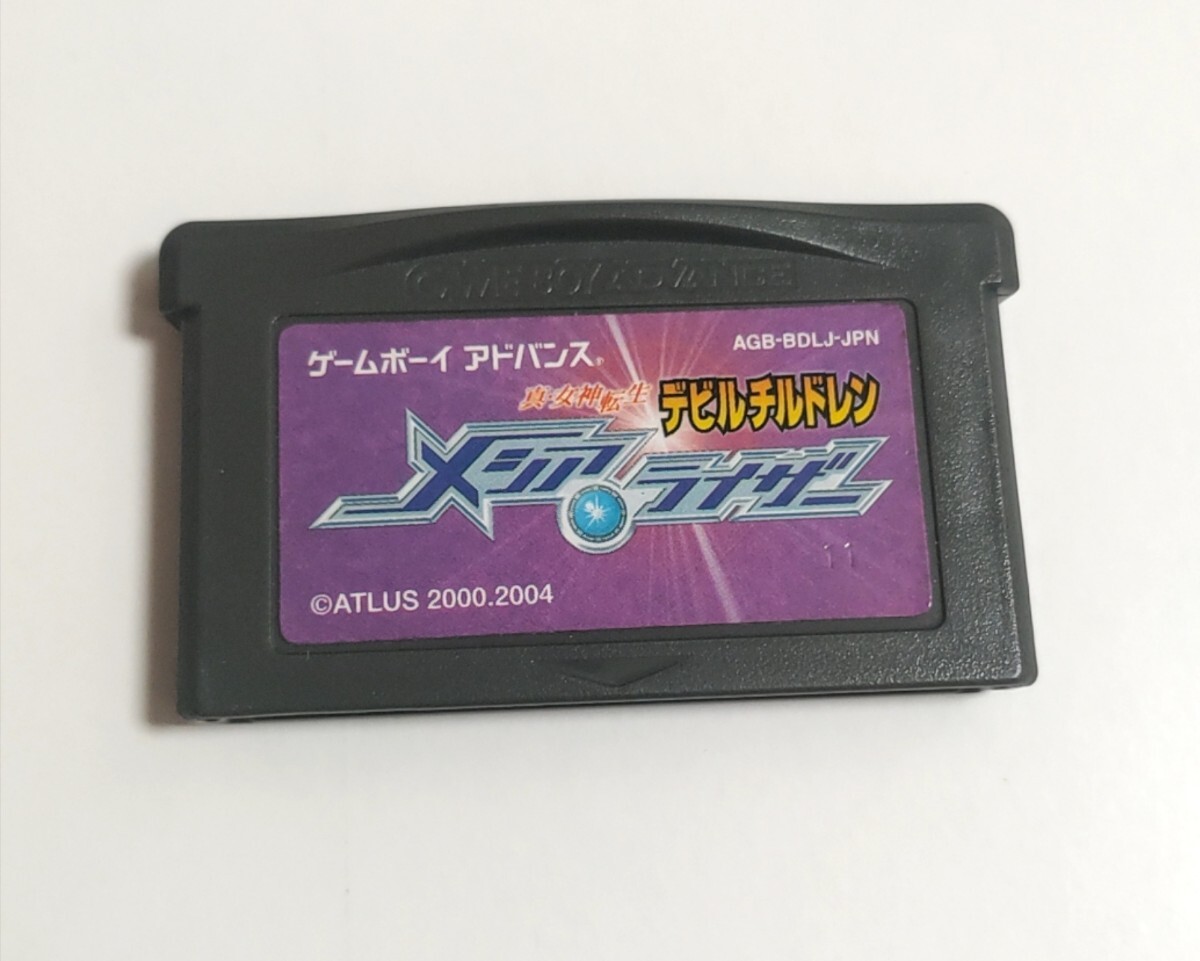 GAME BOY ADVANCE
ゲームボーイ アドバンス®
AGB-BDLJ-JPN
真・女神転生 デビルチルドレン
メシアライザー
11
©ATLUS 2000.2004